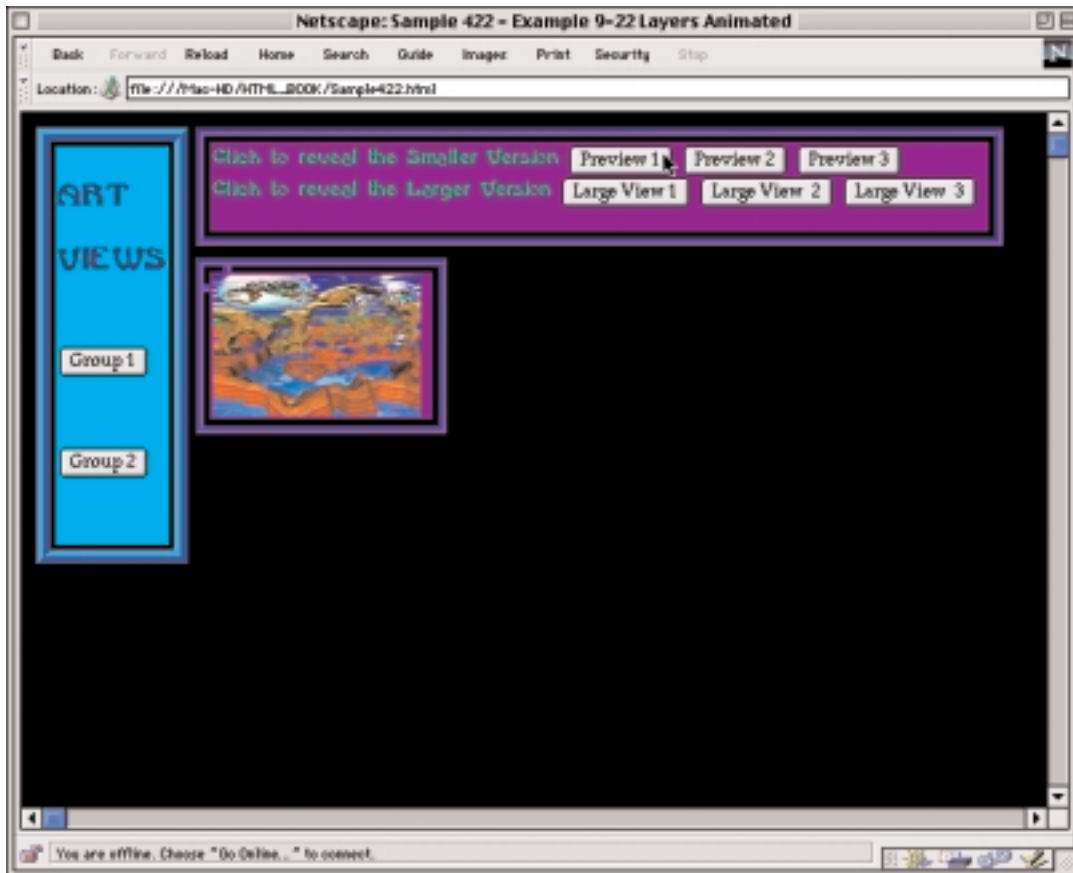 Netscape: Sample 422 - Example 9-22 Layers Animated
Back Forward Reload Home Search Guide Images Print Security Stop
N
Location: file:///Mac-HD/HTML_BOOK/Sample422.html
ART
VIEWS
Group 1
Group 2
Click to reveal the Smaller Version Preview 1 Preview 2 Preview 3
Click to reveal the Larger Version Large View 1 Large View 2 Large View 3
You are offline. Choose "Go Online..." to connect.